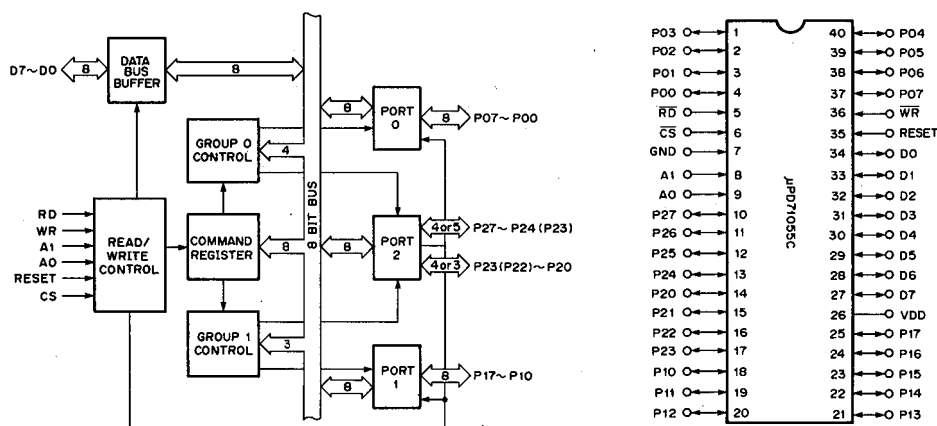 D7~D0
8
DATA
BUS
BUFFER
8
GROUP 0
CONTROL
4
8
PORT
0
8
P07~P00
RD
WR
A1
A0
RESET
CS
READ/
WRITE
CONTROL
COMMAND
REGISTER
8
8 BIT BUS
8
PORT
2
4or5
P27~P24(P23)
4or3
P23(P22)~P20
GROUP 1
CONTROL
3
8
PORT
1
8
P17~P10
μPD71055C
P03 1 40 P04
P02 2 39 P05
P01 3 38 P06
P00 4 37 P07
RD 5 36 WR
CS 6 35 RESET
GND 7 34 D0
A1 8 33 D1
A0 9 32 D2
P27 10 31 D3
P26 11 30 D4
P25 12 29 D5
P24 13 28 D6
P20 14 27 D7
P21 15 26 VDD
P22 16 25 P17
P23 17 24 P16
P10 18 23 P15
P11 19 22 P14
P12 20 21 P13